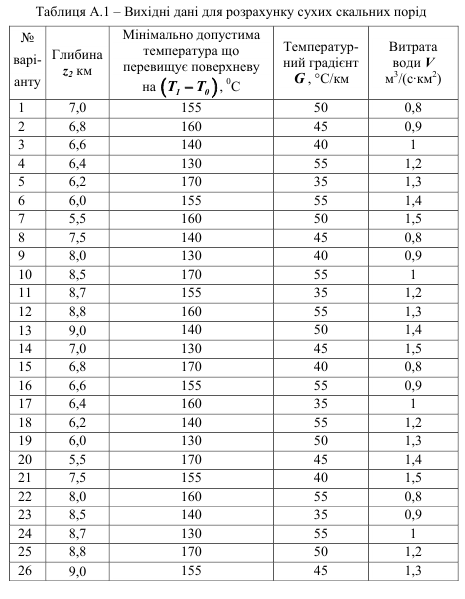 Таблиця А.1 – Вихідні дані для розрахунку сухих скальних порід
№ варі- анту | Глибина z₂ км | Мінімально допустима температура що перевищує поверхневу на (T₁ – T₀), ⁰С | Температур- ний градієнт G , °С/км | Витрата води V м³/(с·км²)
1 7,0 155 50 0,8
2 6,8 160 45 0,9
3 6,6 140 40 1
4 6,4 130 55 1,2
5 6,2 170 35 1,3
6 6,0 155 55 1,4
7 5,5 160 50 1,5
8 7,5 140 45 0,8
9 8,0 130 40 0,9
10 8,5 170 55 1
11 8,7 155 35 1,2
12 8,8 160 55 1,3
13 9,0 140 50 1,4
14 7,0 130 45 1,5
15 6,8 170 40 0,8
16 6,6 155 55 0,9
17 6,4 160 35 1
18 6,2 140 55 1,2
19 6,0 130 50 1,3
20 5,5 170 45 1,4
21 7,5 155 40 1,5
22 8,0 160 55 0,8
23 8,5 140 35 0,9
24 8,7 130 55 1
25 8,8 170 50 1,2
26 9,0 155 45 1,3